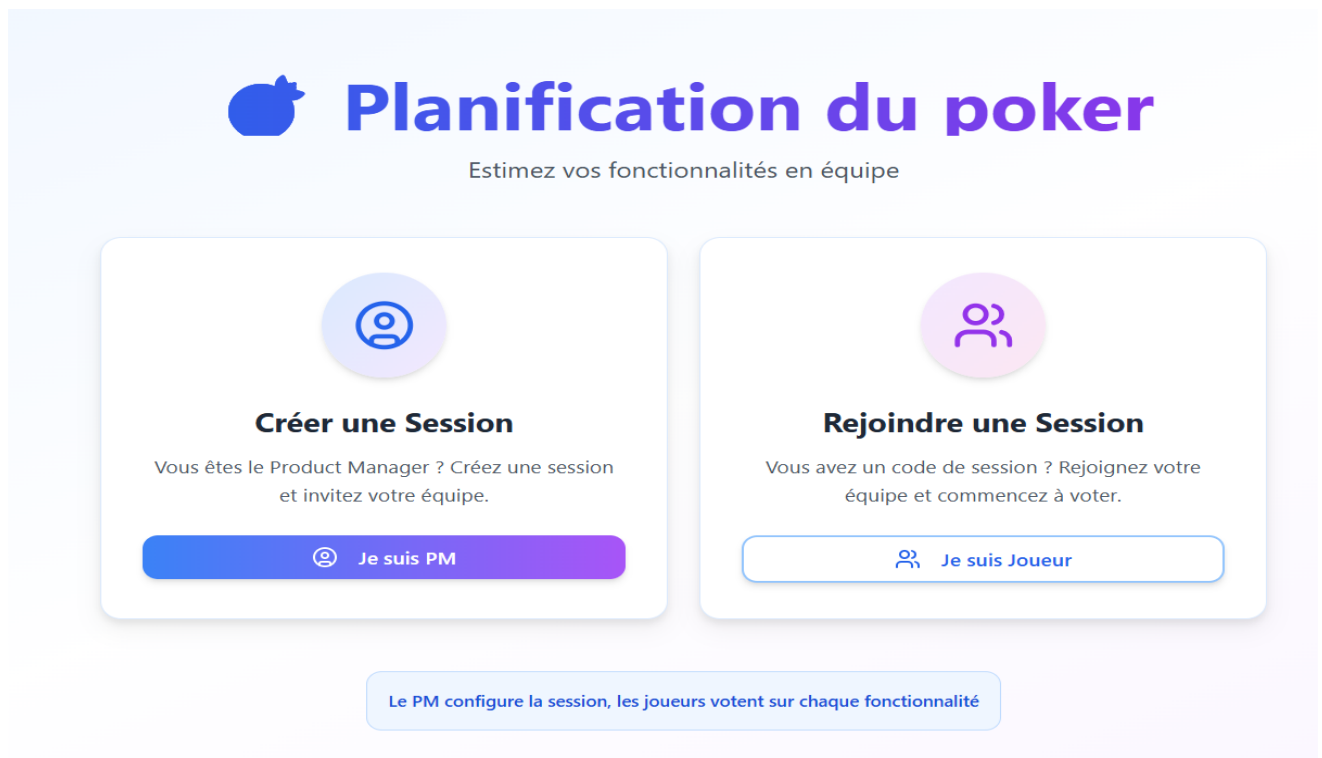 Planification du poker
Estimez vos fonctionnalités en équipe
Créer une Session
Vous êtes le Product Manager ? Créez une session
et invitez votre équipe.
Je suis PM
Rejoindre une Session
Vous avez un code de session ? Rejoignez votre
équipe et commencez à voter.
Je suis Joueur
Le PM configure la session, les joueurs votent sur chaque fonctionnalité